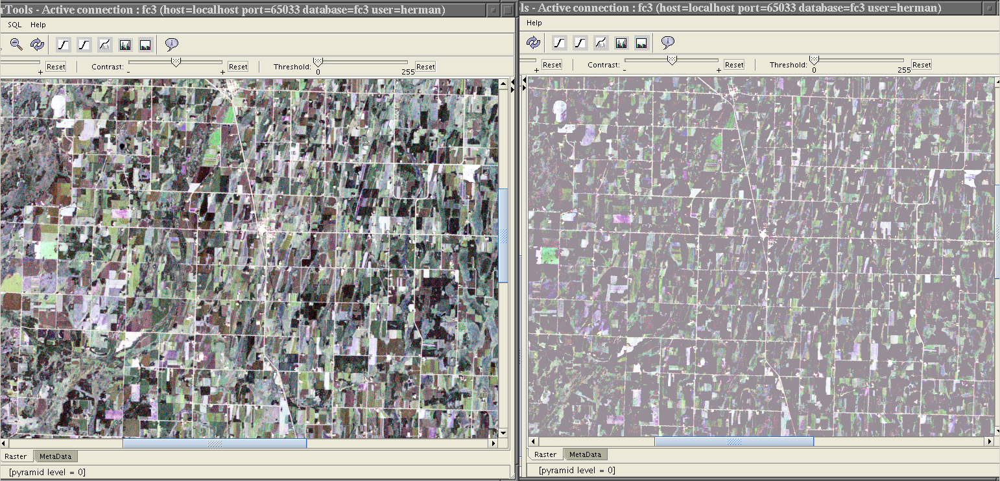 rTools - Active connection : fc3 (host=localhost port=65033 database=fc3 user=herman)
SQL Help
+ Reset Contrast: - + Reset Threshold: 0 255 Reset
Raster MetaData
[pyramid level = 0]
ls - Active connection : fc3 (host=localhost port=65033 database=fc3 user=herman)
Help
+ Reset Contrast: - + Reset Threshold: 0 255 Reset
Raster MetaData
[pyramid level = 0]